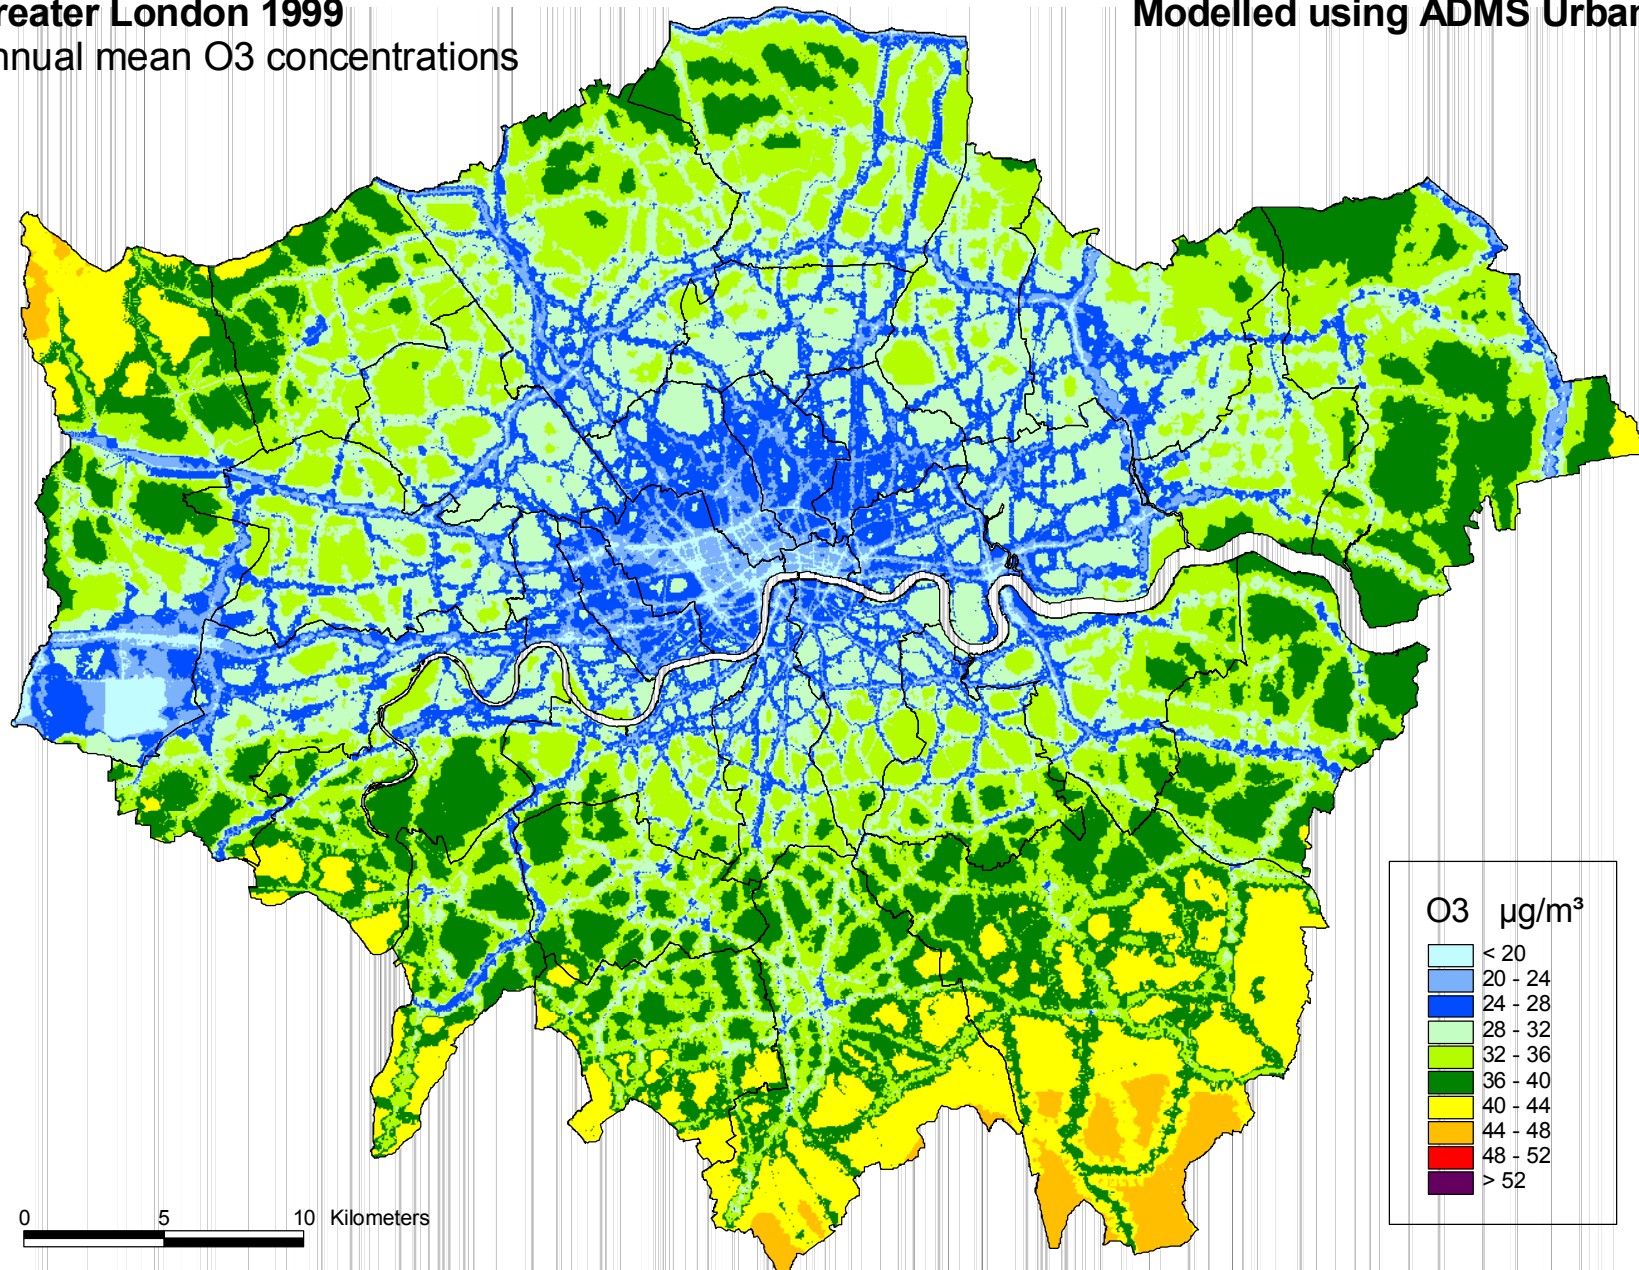 reater London 1999
Modelled using ADMS Urban
nnual mean O3 concentrations
O3 µg/m³
< 20
20 - 24
24 - 28
28 - 32
32 - 36
36 - 40
40 - 44
44 - 48
48 - 52
> 52
0 5 10 Kilometers